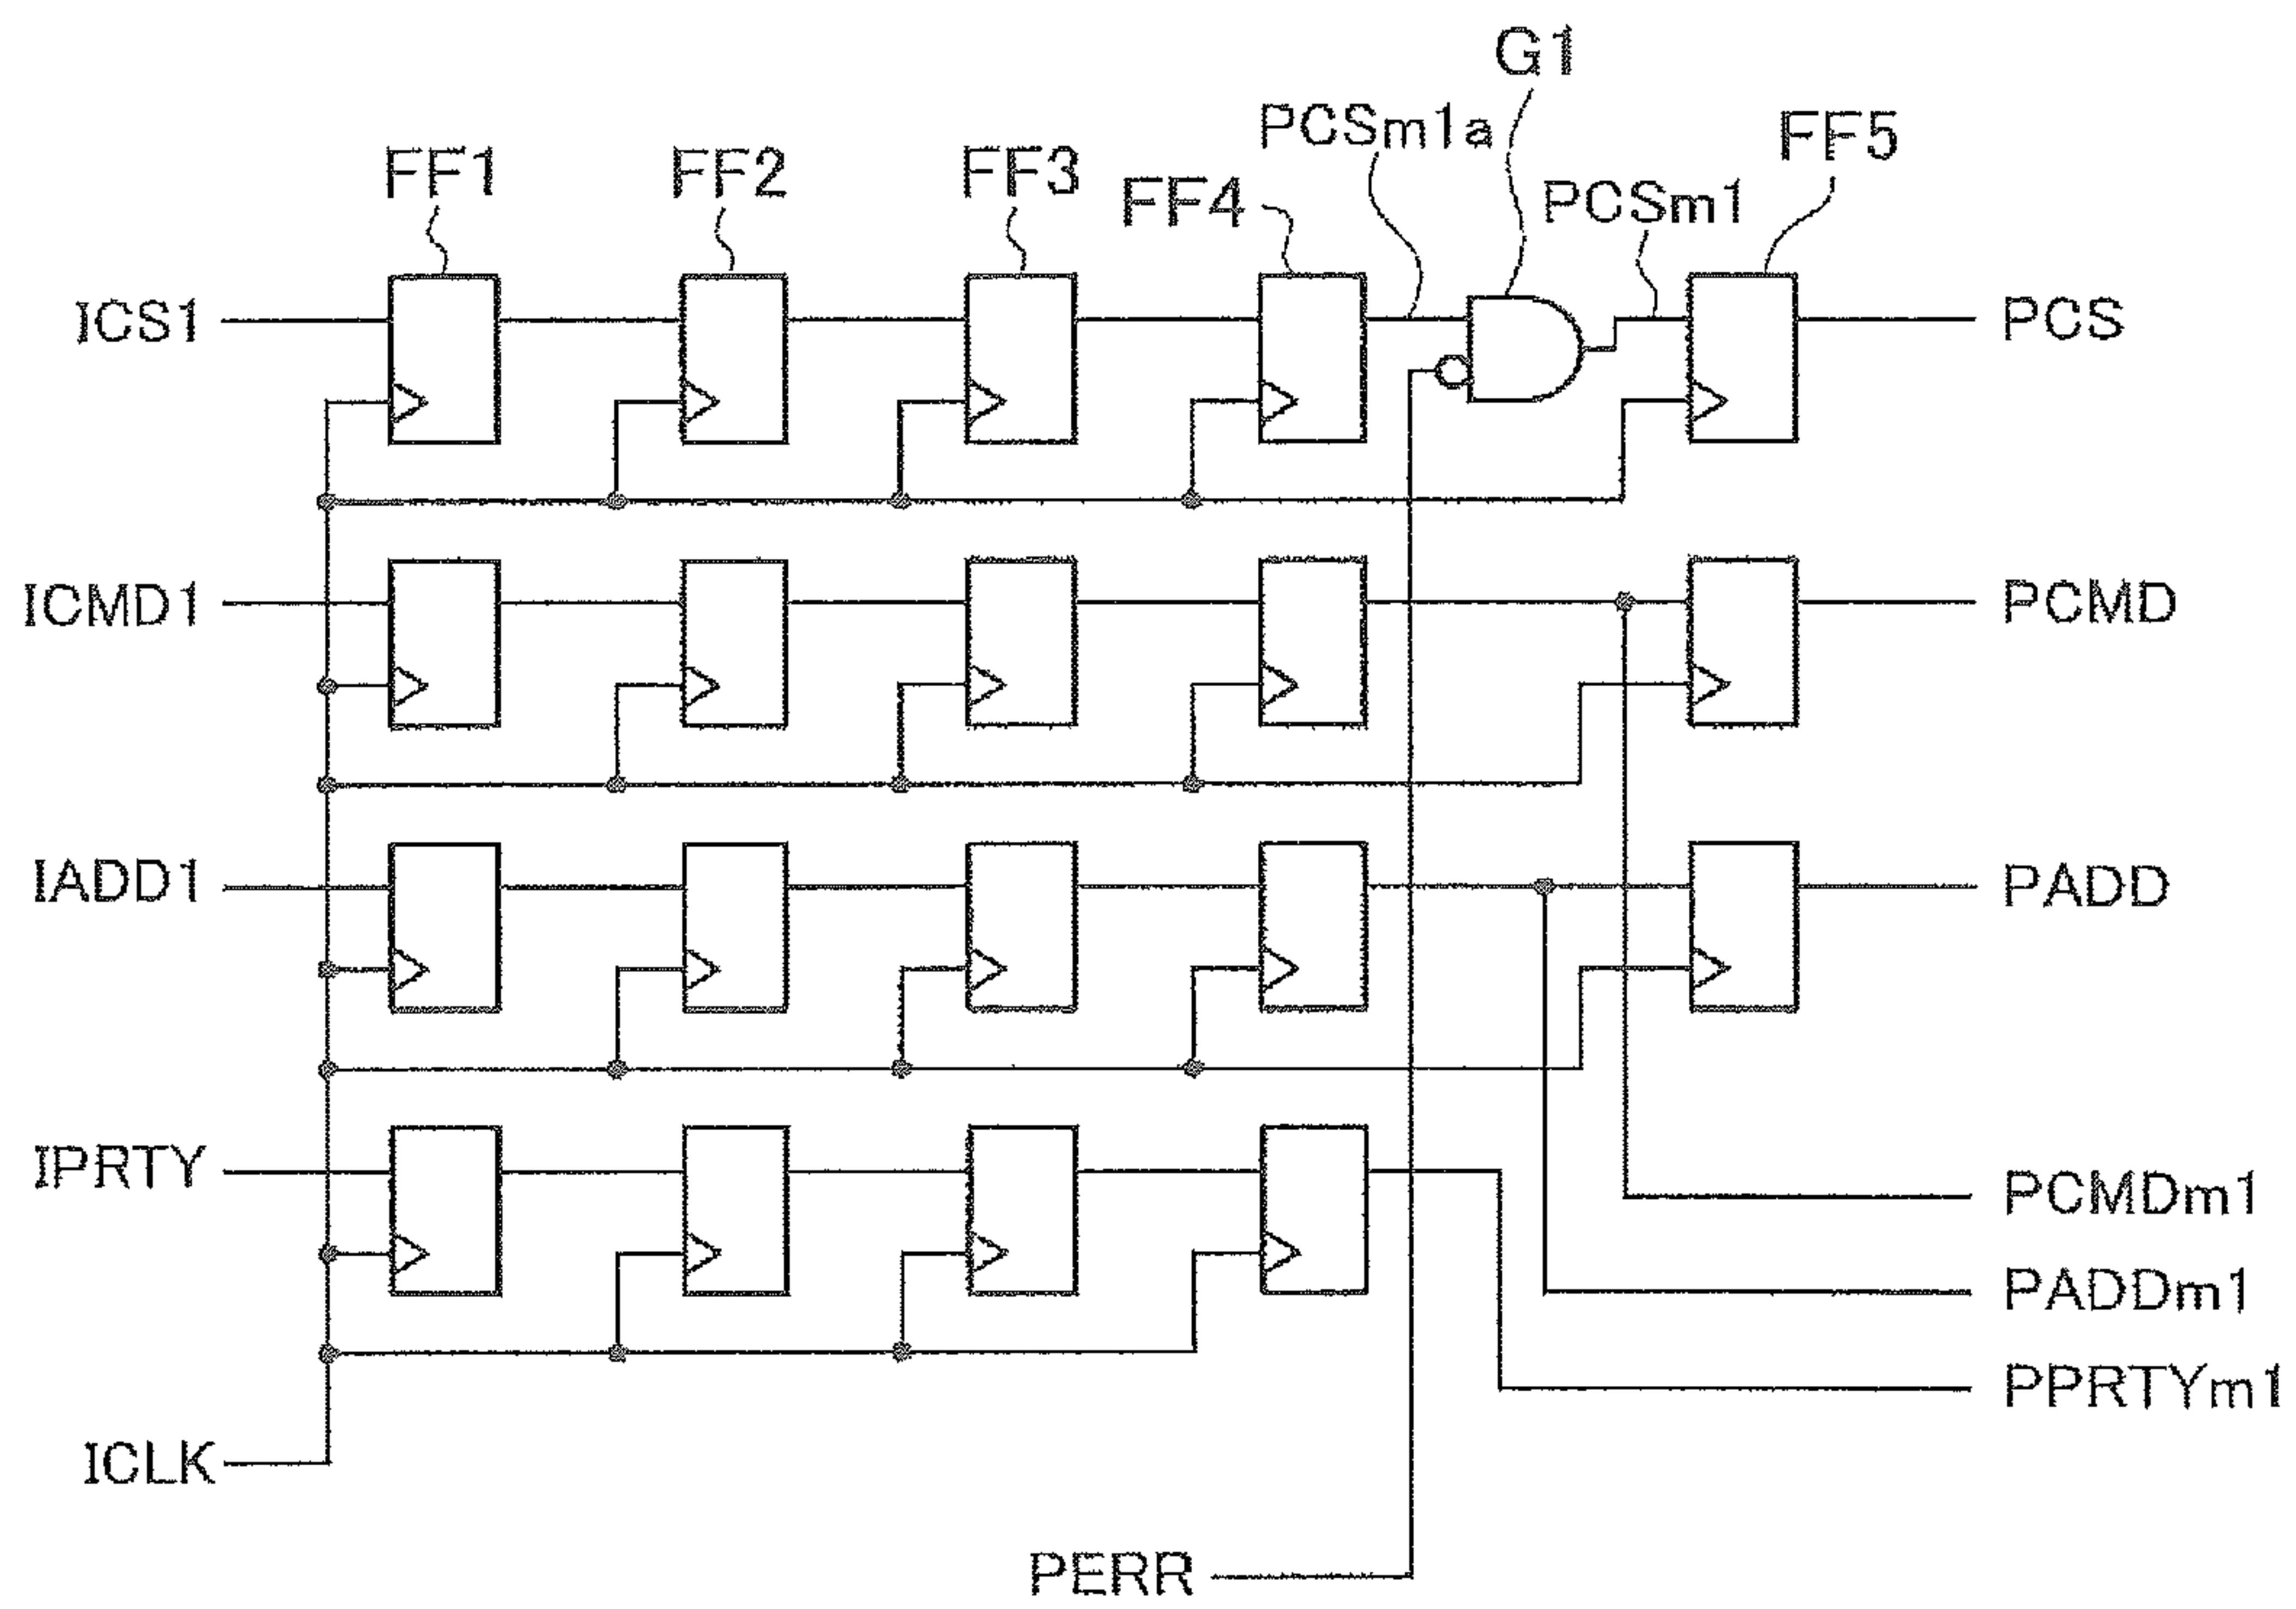 G1
PCSm1a
FF5
FF1
FF2
FF3
FF4
PCSm1
ICS1
PCS
ICMD1
PCMD
IADD1
PADD
IPRTY
PCMDm1
PADDm1
PPRTYm1
ICLK
PERR